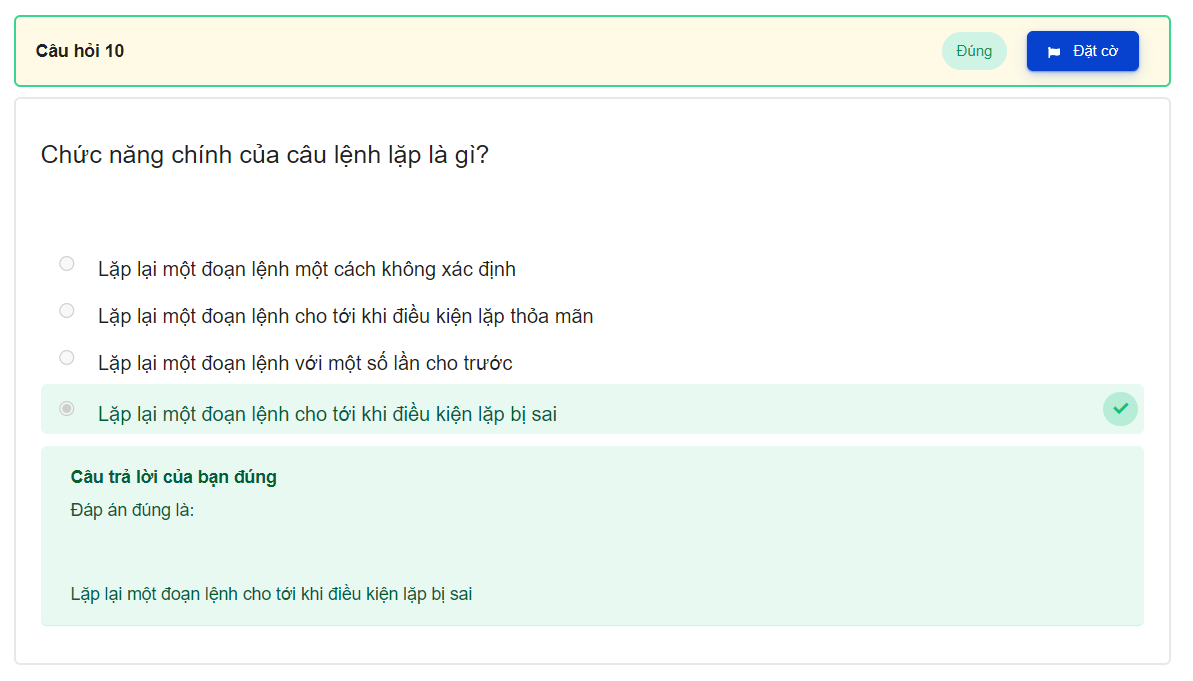 Câu hỏi 10
Đúng
Đặt cờ
Chức năng chính của câu lệnh lặp là gì?
Lặp lại một đoạn lệnh một cách không xác định
Lặp lại một đoạn lệnh cho tới khi điều kiện lặp thỏa mãn
Lặp lại một đoạn lệnh với một số lần cho trước
Lặp lại một đoạn lệnh cho tới khi điều kiện lặp bị sai
Câu trả lời của bạn đúng
Đáp án đúng là:
Lặp lại một đoạn lệnh cho tới khi điều kiện lặp bị sai